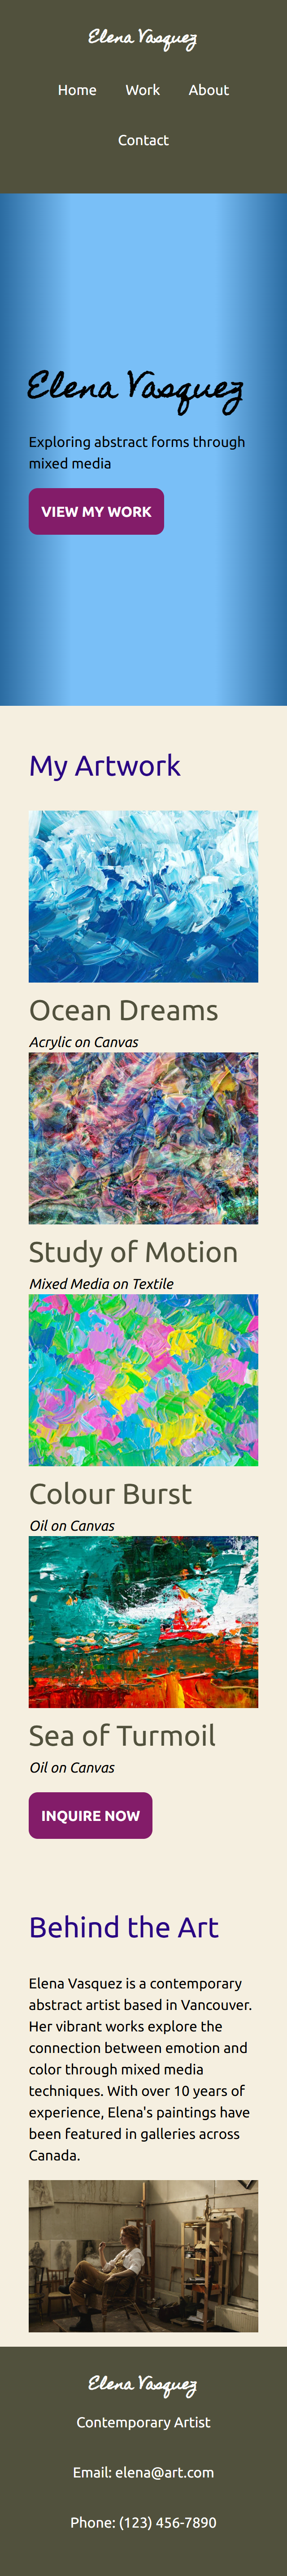 Elena Vasquez
Home Work About
Contact
Elena Vasquez
Exploring abstract forms through
mixed media
VIEW MY WORK
My Artwork
Ocean Dreams
Acrylic on Canvas
Study of Motion
Mixed Media on Textile
Colour Burst
Oil on Canvas
Sea of Turmoil
Oil on Canvas
INQUIRE NOW
Behind the Art
Elena Vasquez is a contemporary
abstract artist based in Vancouver.
Her vibrant works explore the
connection between emotion and
color through mixed media
techniques. With over 10 years of
experience, Elena's paintings have
been featured in galleries across
Canada.
Elena Vasquez
Contemporary Artist
Email: elena@art.com
Phone: (123) 456-7890